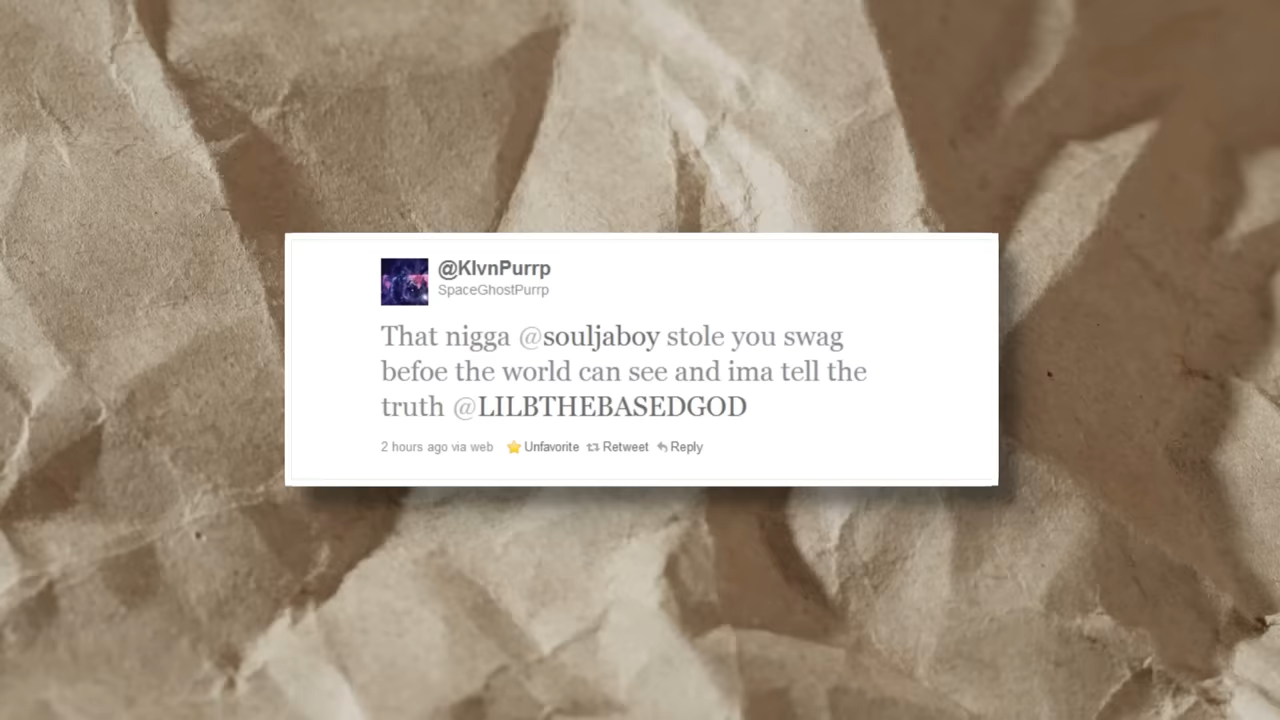 @KlvnPurrp
SpaceGhostPurrp
That nigga @souljaboy stole you swag
befoe the world can see and ima tell the
truth @LILBTHEBASEDGOD
2 hours ago via web Unfavorite Retweet Reply